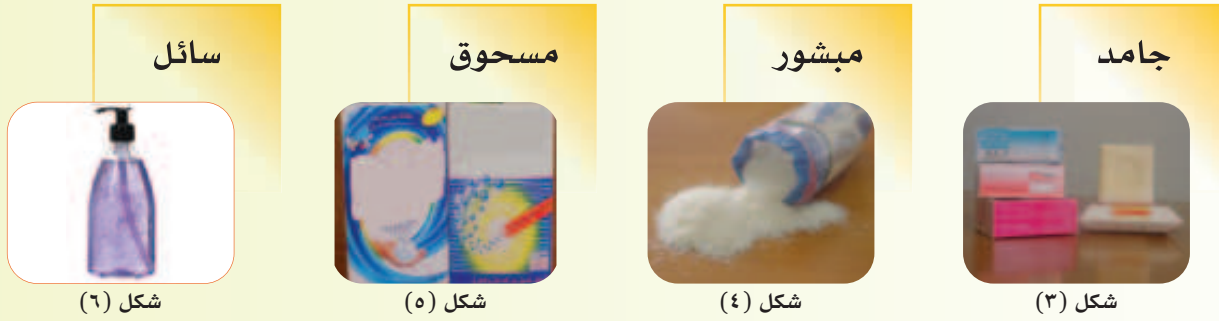 جامد
مبشور
مسحوق
سائل
شكل (٣)
شكل (٤)
شكل (٥)
شكل (٦)